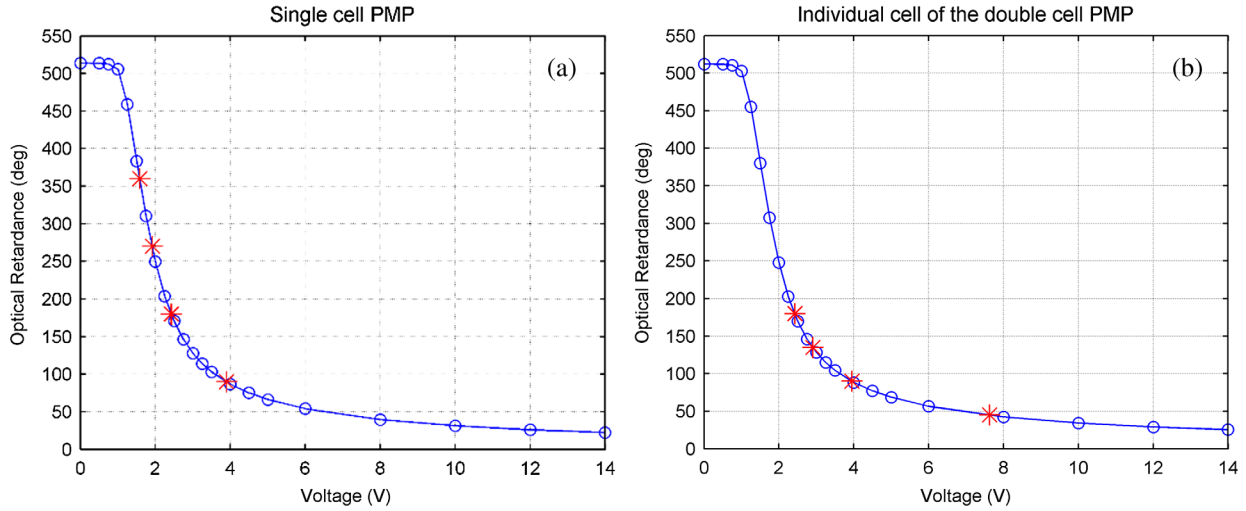 Single cell PMP
(a)
550
500
450
400
350
300
250
200
150
100
50
0
Optical Retardance (deg)
0 2 4 6 8 10 12 14
Voltage (V)
Individual cell of the double cell PMP
(b)
550
500
450
400
350
300
250
200
150
100
50
0
Optical Retardance (deg)
0 2 4 6 8 10 12 14
Voltage (V)